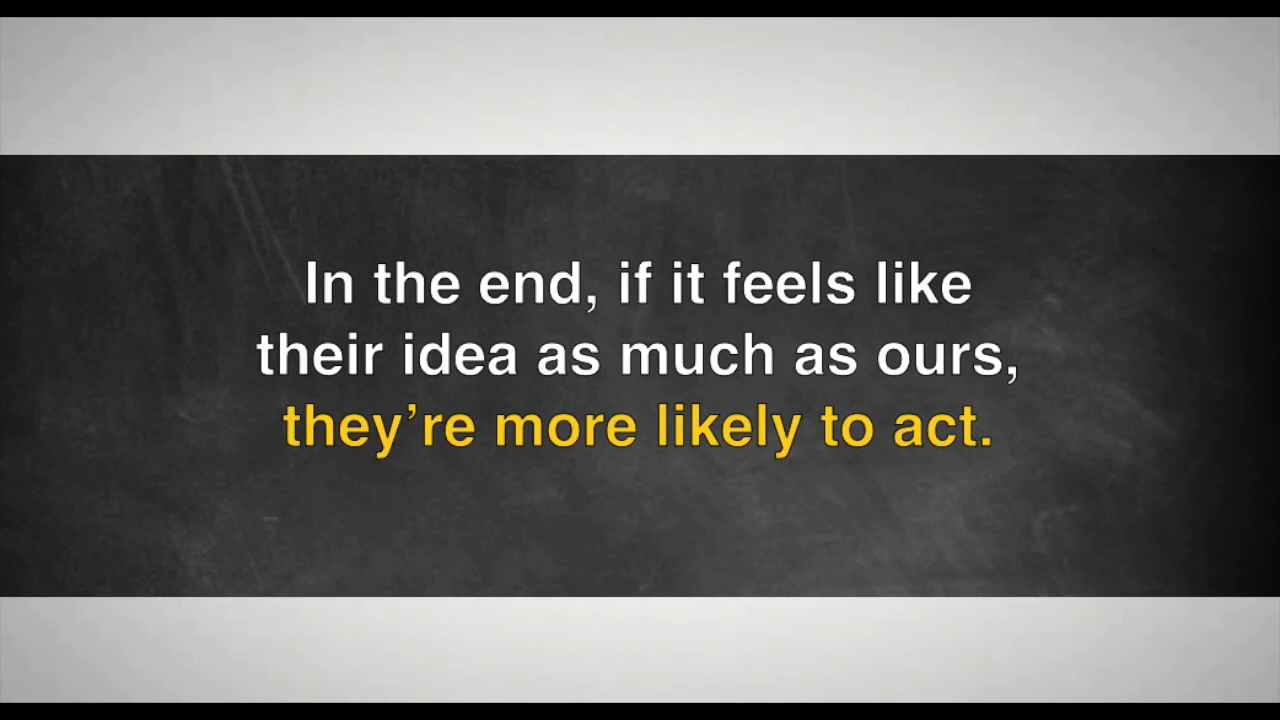 In the end, if it feels like
their idea as much as ours,
they’re more likely to act.